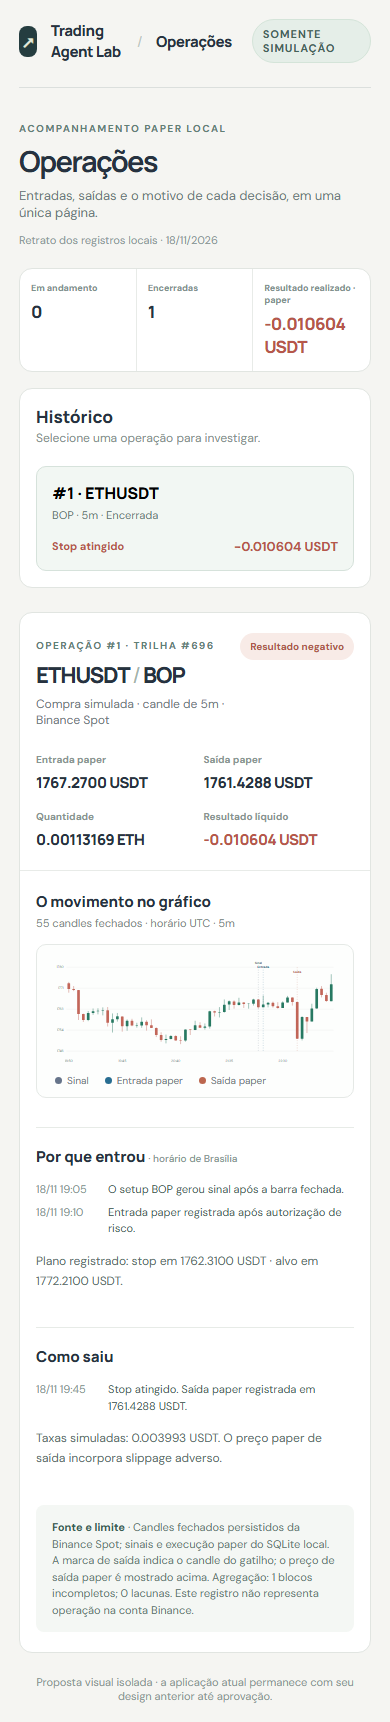 Trading
Agent Lab
/
Operações
SOMENTE
SIMULAÇÃO
ACOMPANHAMENTO PAPER LOCAL
Operações
Entradas, saídas e o motivo de cada decisão, em uma
única página.
Retrato dos registros locais · 18/11/2026
Em andamento
0
Encerradas
1
Resultado realizado ·
paper
-0.010604
USDT
Histórico
Selecione uma operação para investigar.
#1 · ETHUSDT
BOP · 5m · Encerrada
Stop atingido
-0.010604 USDT
OPERAÇÃO #1 · TRILHA #696
Resultado negativo
ETHUSDT / BOP
Compra simulada · candle de 5m ·
Binance Spot
Entrada paper
1767.2700 USDT
Saída paper
1761.4288 USDT
Quantidade
0.00113169 ETH
Resultado líquido
-0.010604 USDT
O movimento no gráfico
55 candles fechados · horário UTC · 5m
Sinal
Entrada paper
Saída paper
Por que entrou · horário de Brasília
18/11 19:05 O setup BOP gerou sinal após a barra fechada.
18/11 19:10 Entrada paper registrada após autorização de
risco.
Plano registrado: stop em 1762.3100 USDT · alvo em
1772.2100 USDT.
Como saiu
18/11 19:45 Stop atingido. Saída paper registrada em
1761.4288 USDT.
Taxas simuladas: 0.003993 USDT. O preço paper de
saída incorpora slippage adverso.
Fonte e limite · Candles fechados persistidos da
Binance Spot; sinais e execução paper do SQLite local.
A marca de saída indica o candle do gatilho; o preço de
saída paper é mostrado acima. Agregação: 1 blocos
incompletos; 0 lacunas. Este registro não representa
operação na conta Binance.
Proposta visual isolada · a aplicação atual permanece com seu
design anterior até aprovação.